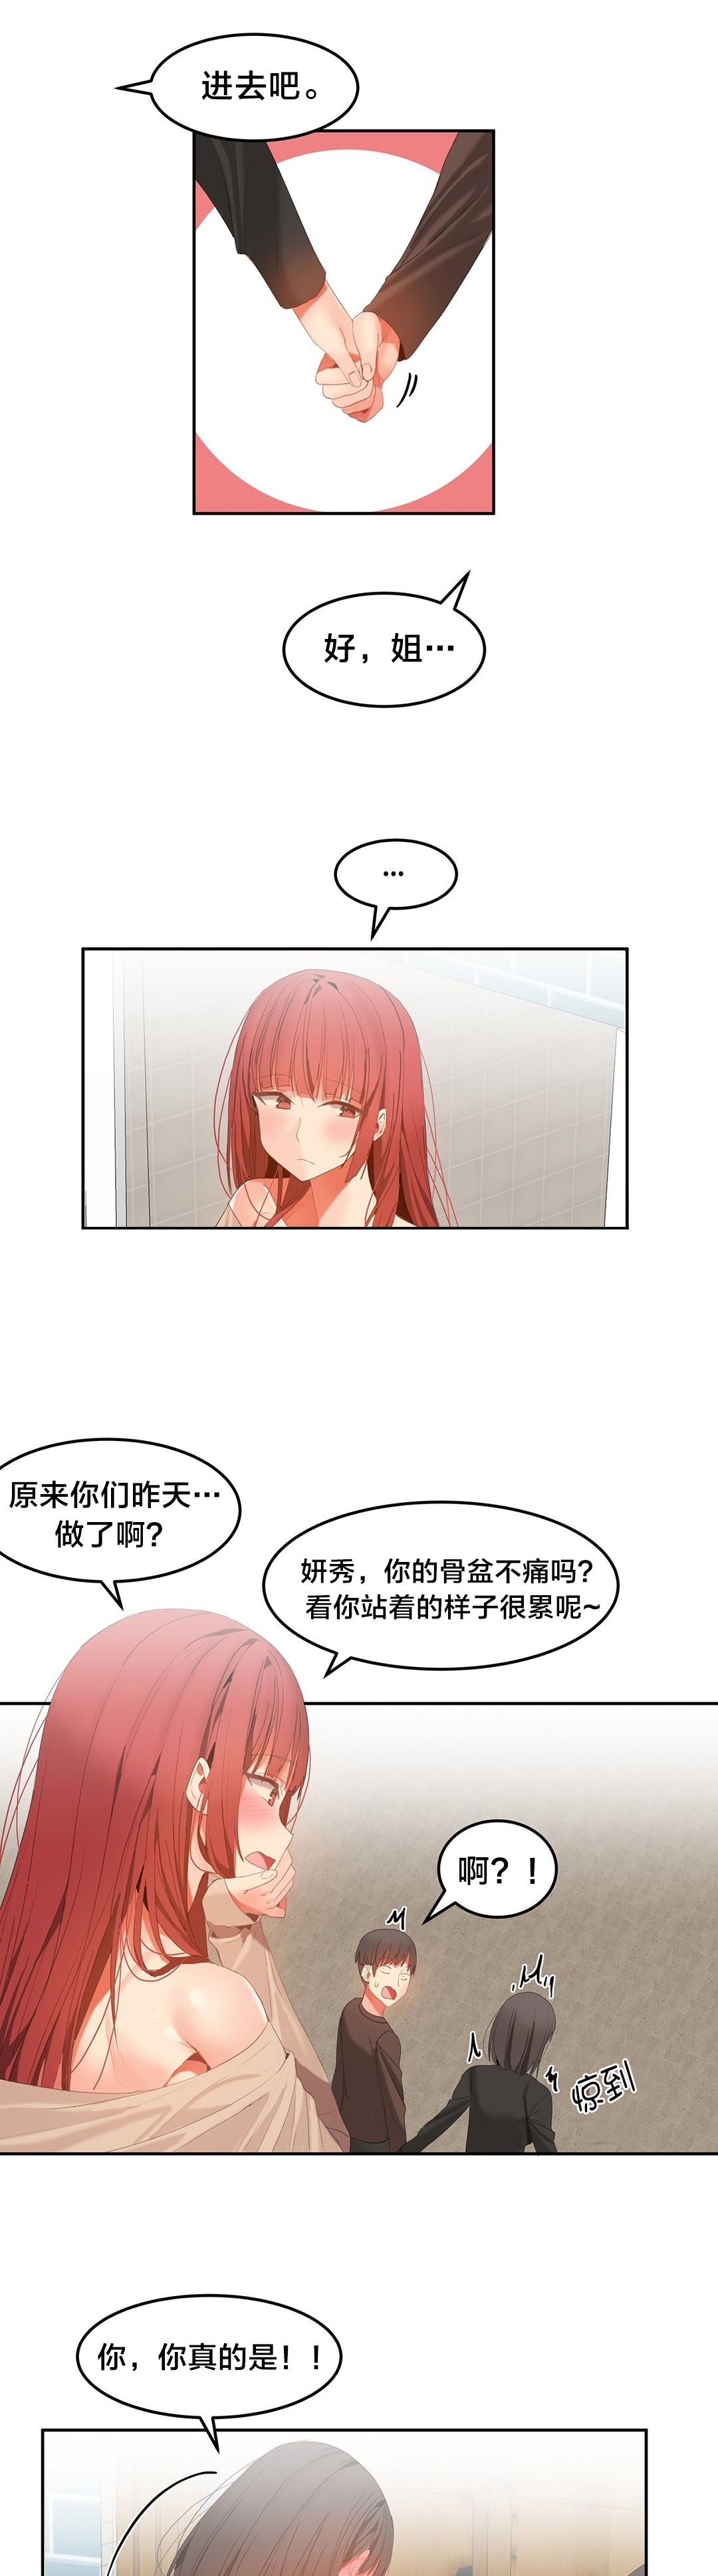 进去吧。
好，姐…
…
原来你们昨天…
做了啊？
妍秀，你的骨盆不痛吗？
看你站着的样子很累呢~
啊？！
惊到
你，你真的是！！